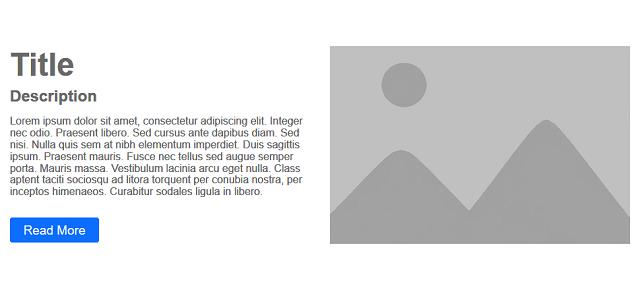 Title
Description
Lorem ipsum dolor sit amet, consectetur adipiscing elit. Integer
nec odio. Praesent libero. Sed cursus ante dapibus diam. Sed
nisi. Nulla quis sem at nibh elementum imperdiet. Duis sagittis
ipsum. Praesent mauris. Fusce nec tellus sed augue semper
porta. Mauris massa. Vestibulum lacinia arcu eget nulla. Class
aptent taciti sociosqu ad litora torquent per conubia nostra, per
inceptos himenaeos. Curabitur sodales ligula in libero.
Read More